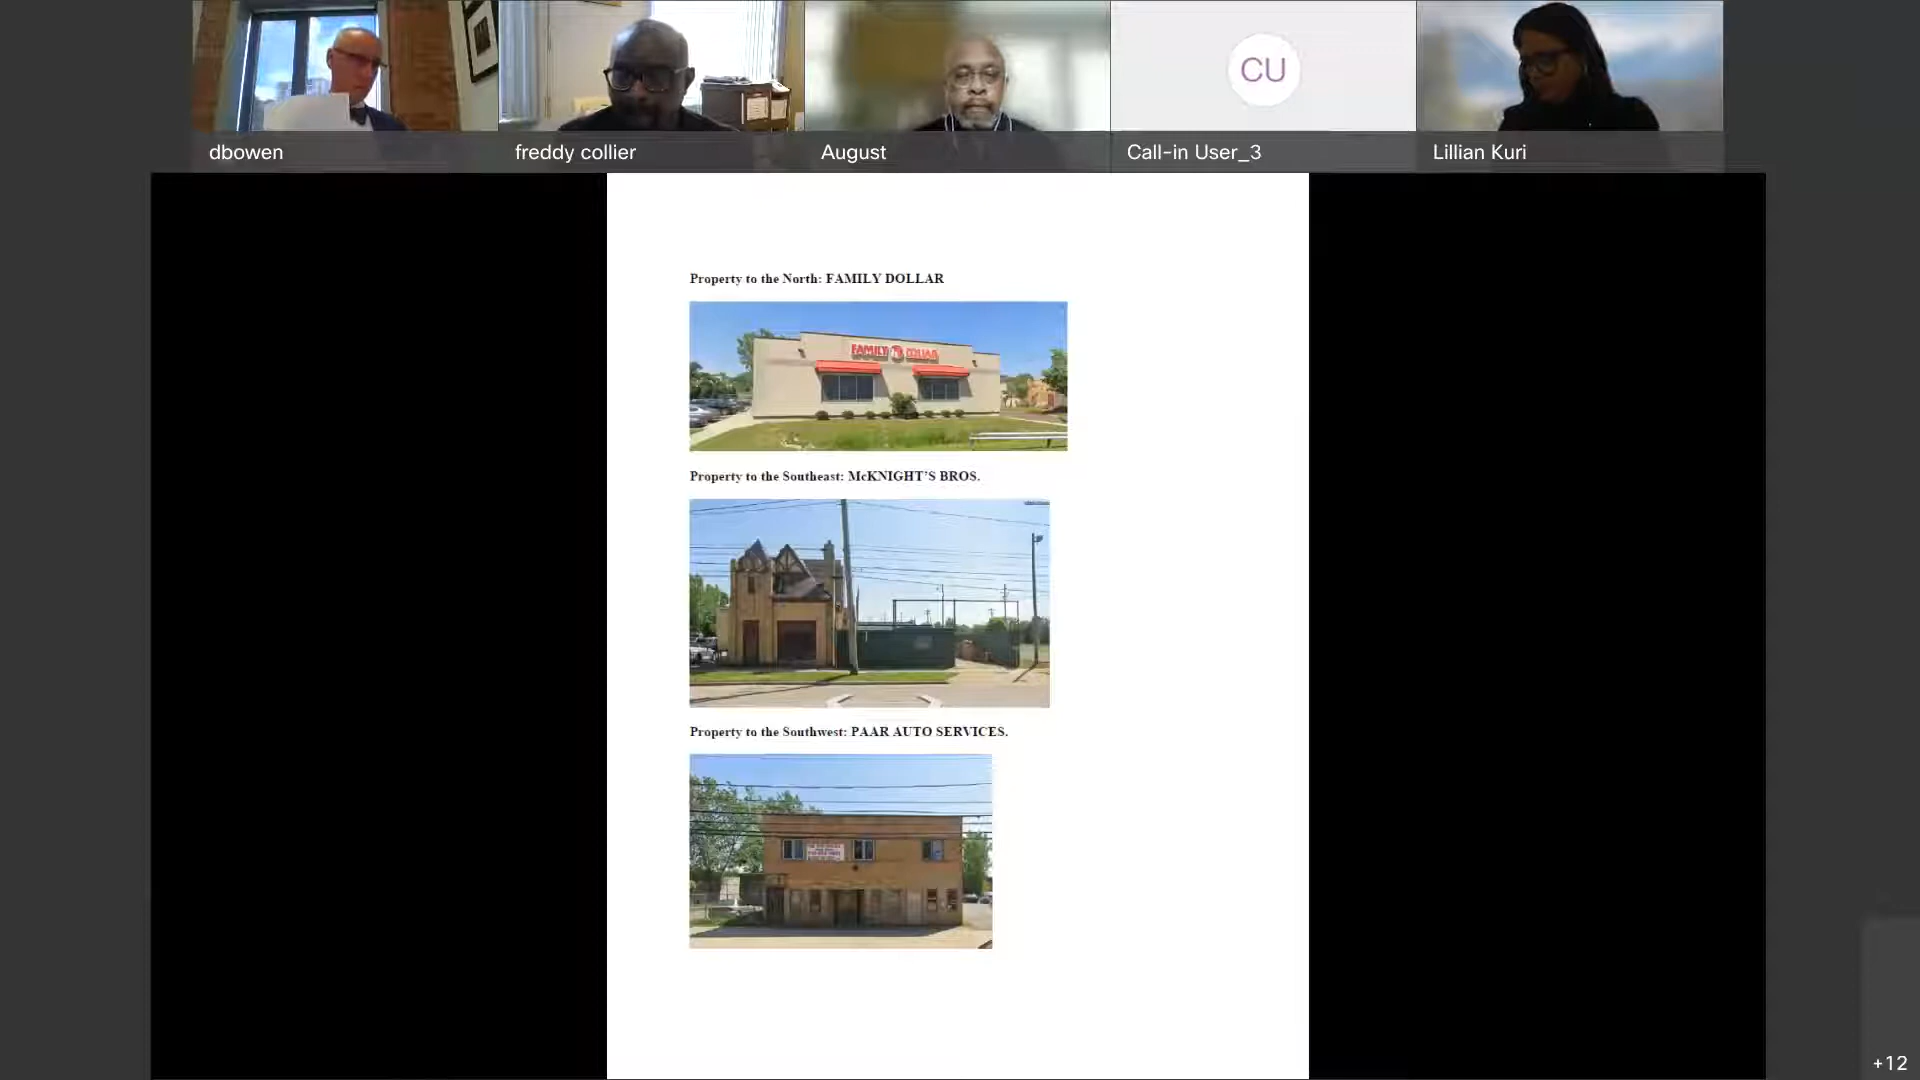 dbowen
freddy collier
August
CU
Call-in User_3
Lillian Kuri
Property to the North: FAMILY DOLLAR
FAMILY DOLLAR
Property to the Southeast: McKNIGHT'S BROS.
Property to the Southwest: PAAR AUTO SERVICES.
+12